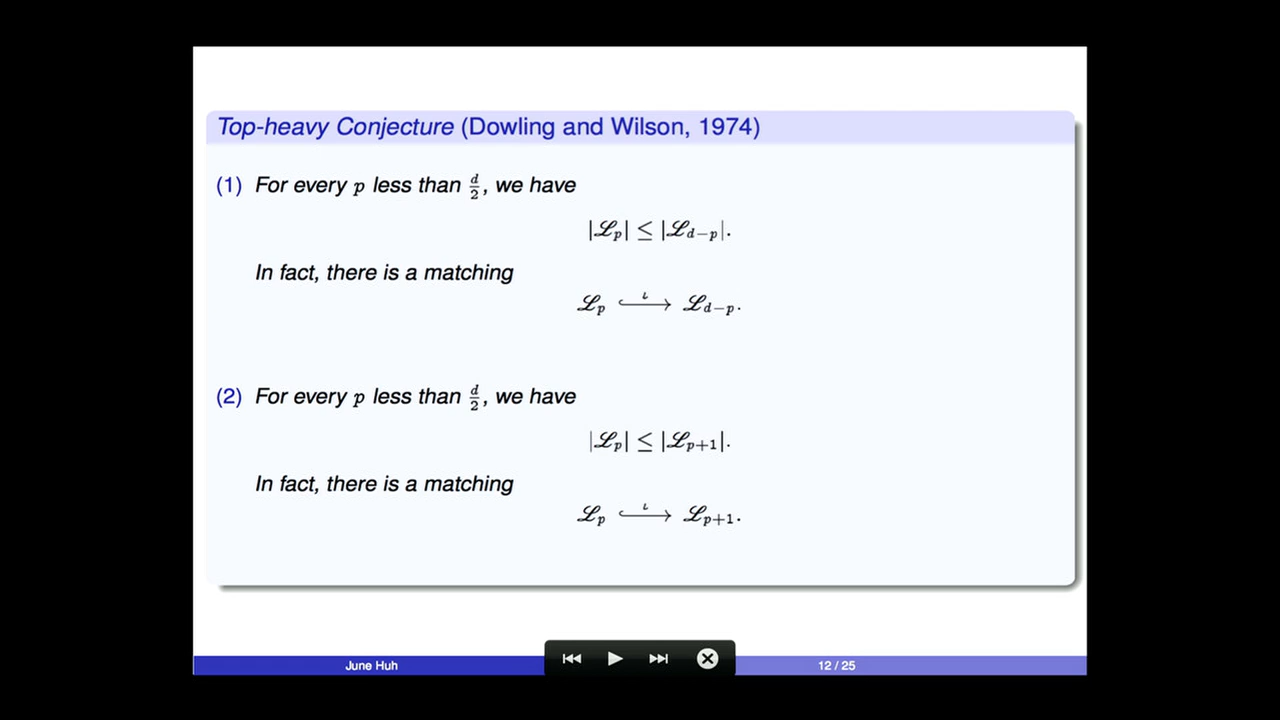 Top-heavy Conjecture (Dowling and Wilson, 1974)
(1) For every p less than d/2, we have
|ℒ_p| ≤ |ℒ_{d−p}|.
In fact, there is a matching
ℒ_p ↪^ι ℒ_{d−p}.
(2) For every p less than d/2, we have
|ℒ_p| ≤ |ℒ_{p+1}|.
In fact, there is a matching
ℒ_p ↪^ι ℒ_{p+1}.
June Huh
12 / 25